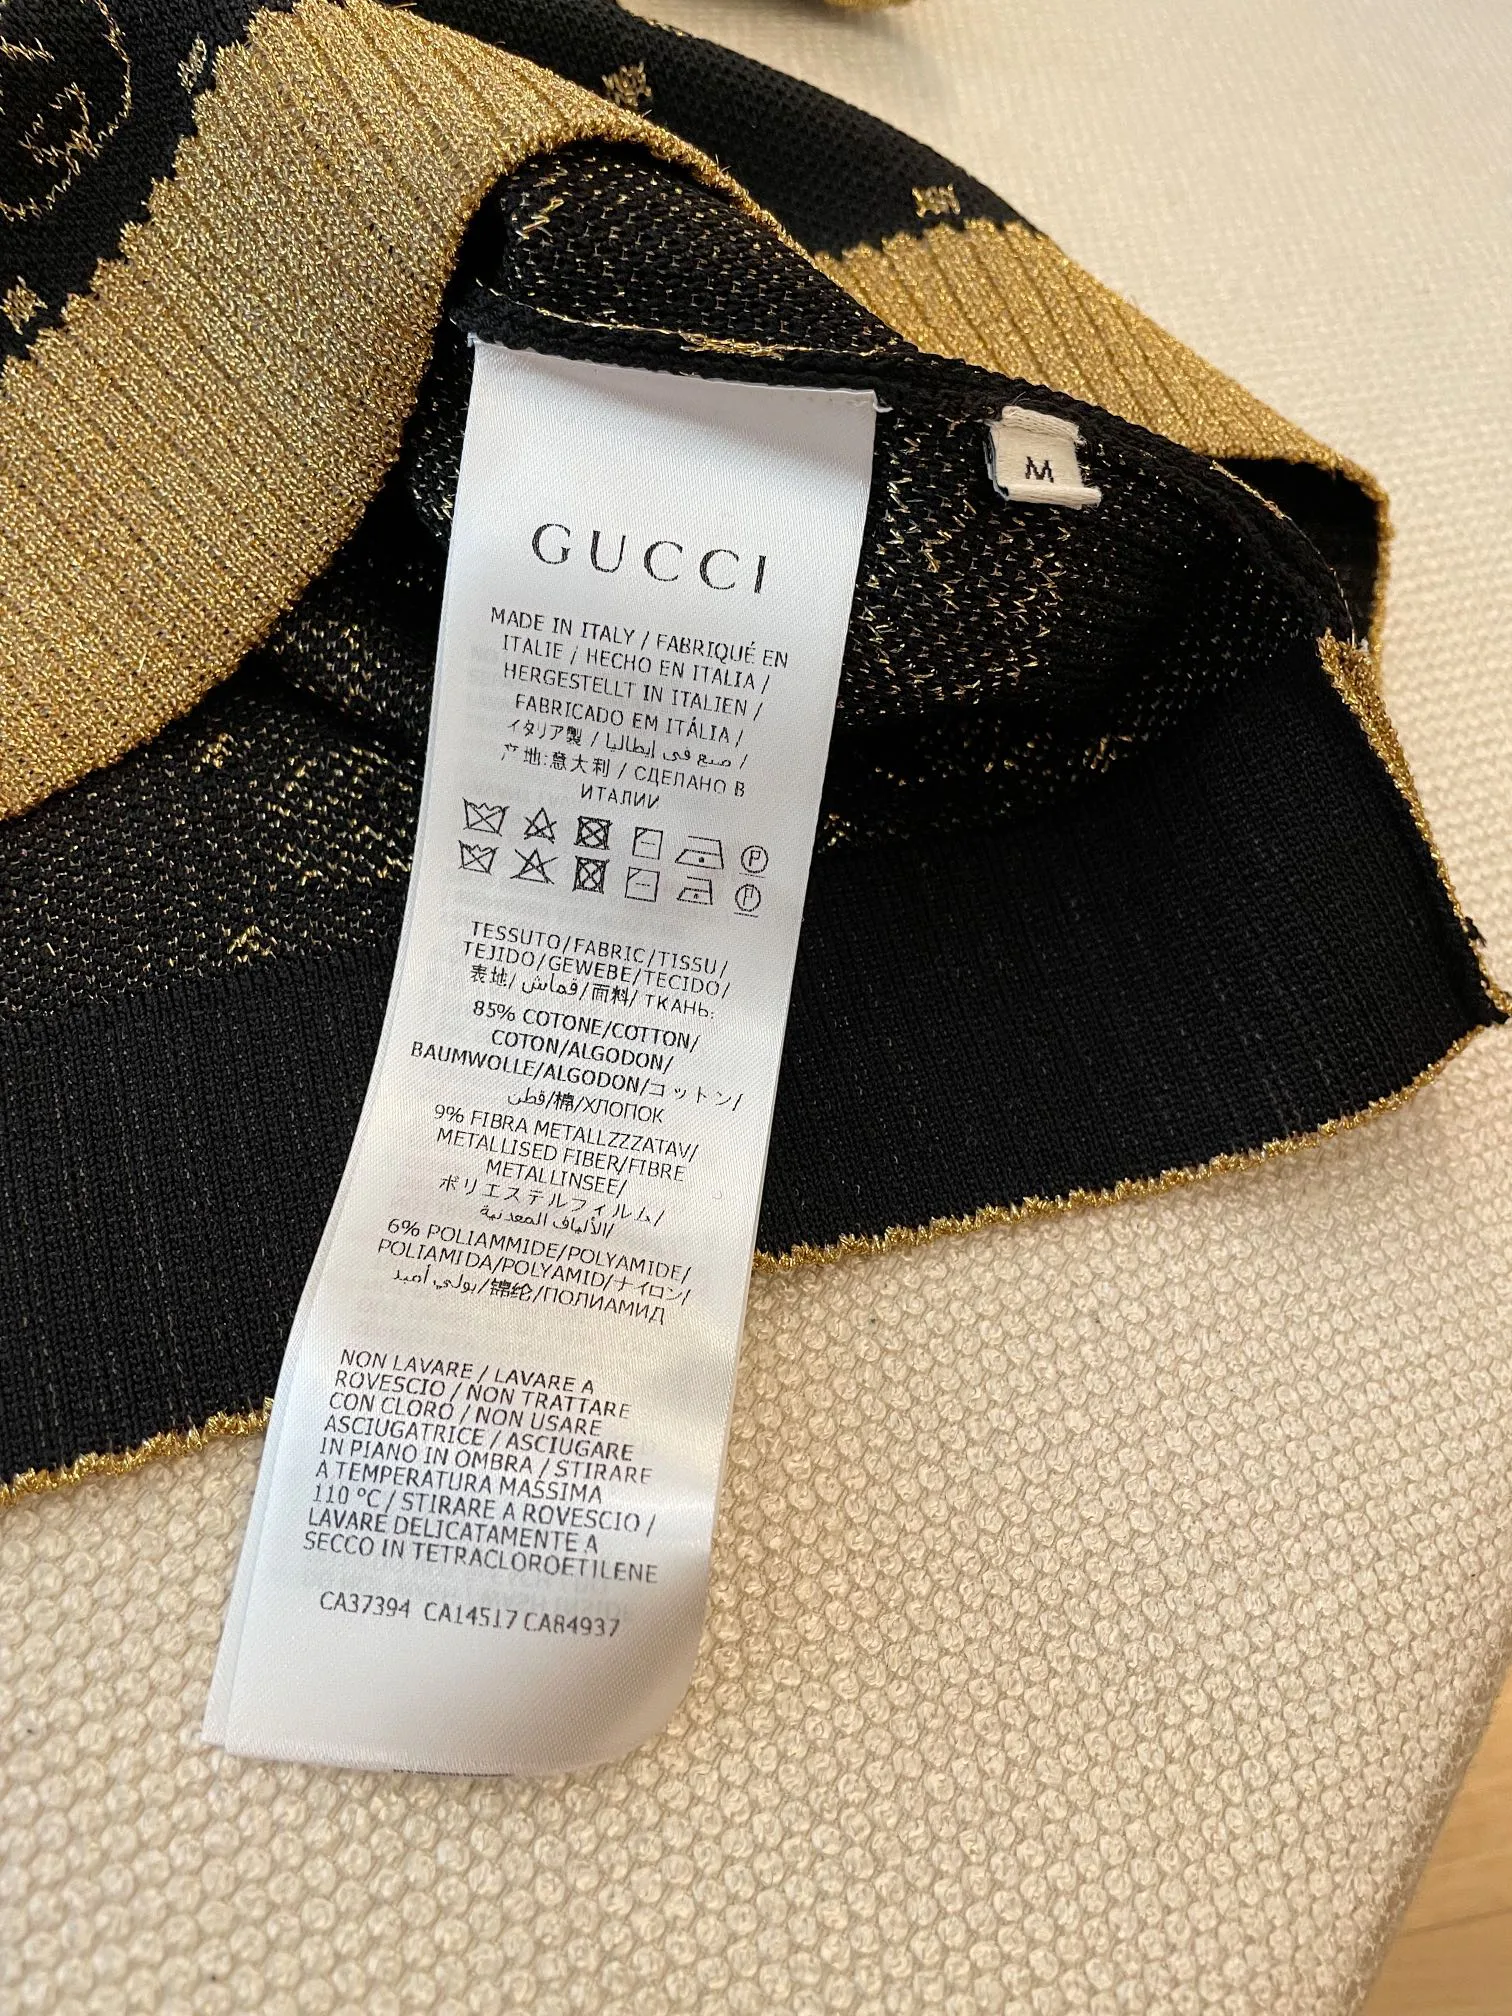 GUCCI
MADE IN ITALY / FABRIQUÉ EN
ITALIE / HECHO EN ITALIA /
HERGESTELLT IN ITALIEN /
FABRICADO EM ITÁLIA /
イタリア製 / صنع في إيطاليا /
产地:意大利 / СДЕЛАНО В
ИТАЛИИ
P
P
TESSUTO/FABRIC/TISSU/
TEJIDO/GEWEBE/TECIDO/
表地/ قماش/面料/ ТКАНЬ:
85% COTONE/COTTON/
COTON/ALGODON/
BAUMWOLLE/ALGODON/コットン/
قطن/棉/ХЛОПОК
9% FIBRA METALLZZZATAV/
METALLISED FIBER/FIBRE
METALLINSEE/
ポリエステルフィルム/
الألياف المعدنية/
6% POLIAMMIDE/POLYAMIDE/
POLIAMIDA/POLYAMID/ナイロン/
بولي أميد/锦纶/ПОЛИАМИД
NON LAVARE / LAVARE A
ROVESCIO / NON TRATTARE
CON CLORO / NON USARE
ASCIUGATRICE / ASCIUGARE
IN PIANO IN OMBRA / STIRARE
A TEMPERATURA MASSIMA
110 °C / STIRARE A ROVESCIO /
LAVARE DELICATAMENTE A
SECCO IN TETRACLOROETILENE
CA37394 CA14517 CA84937
M